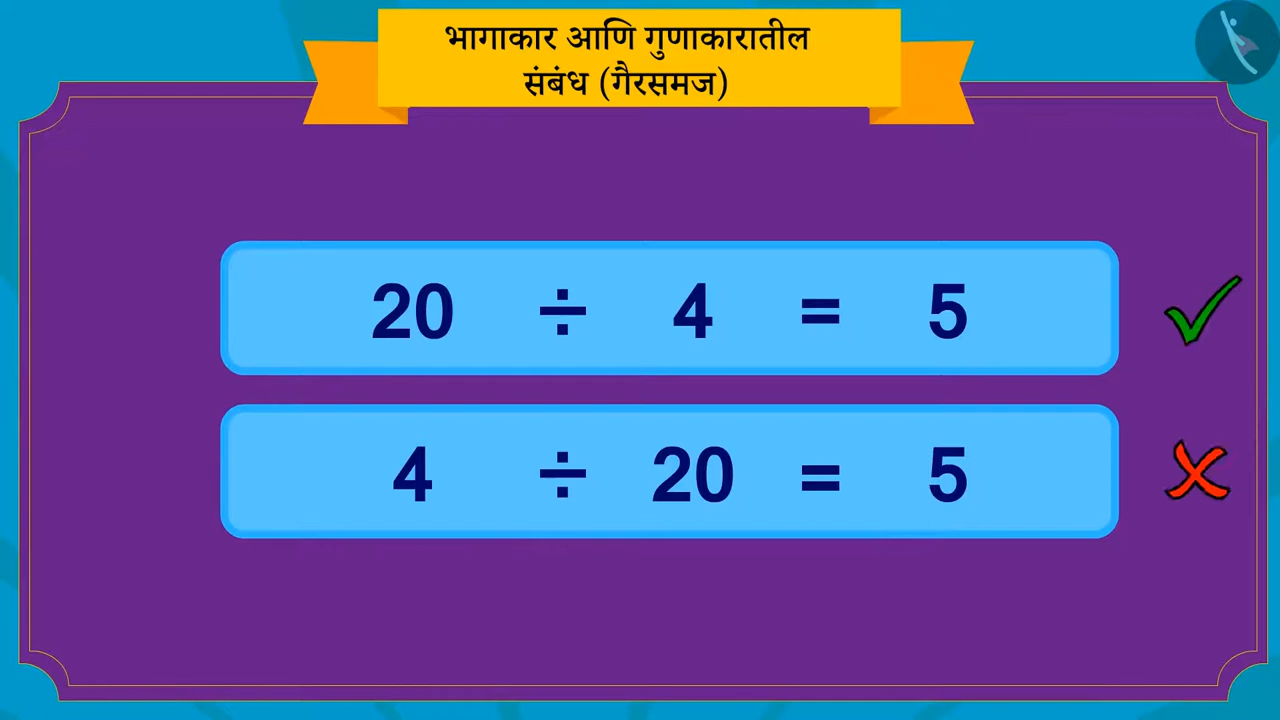 भागाकार आणि गुणाकारातील
संबंध (गैरसमज)
20 ÷ 4 = 5
4 ÷ 20 = 5